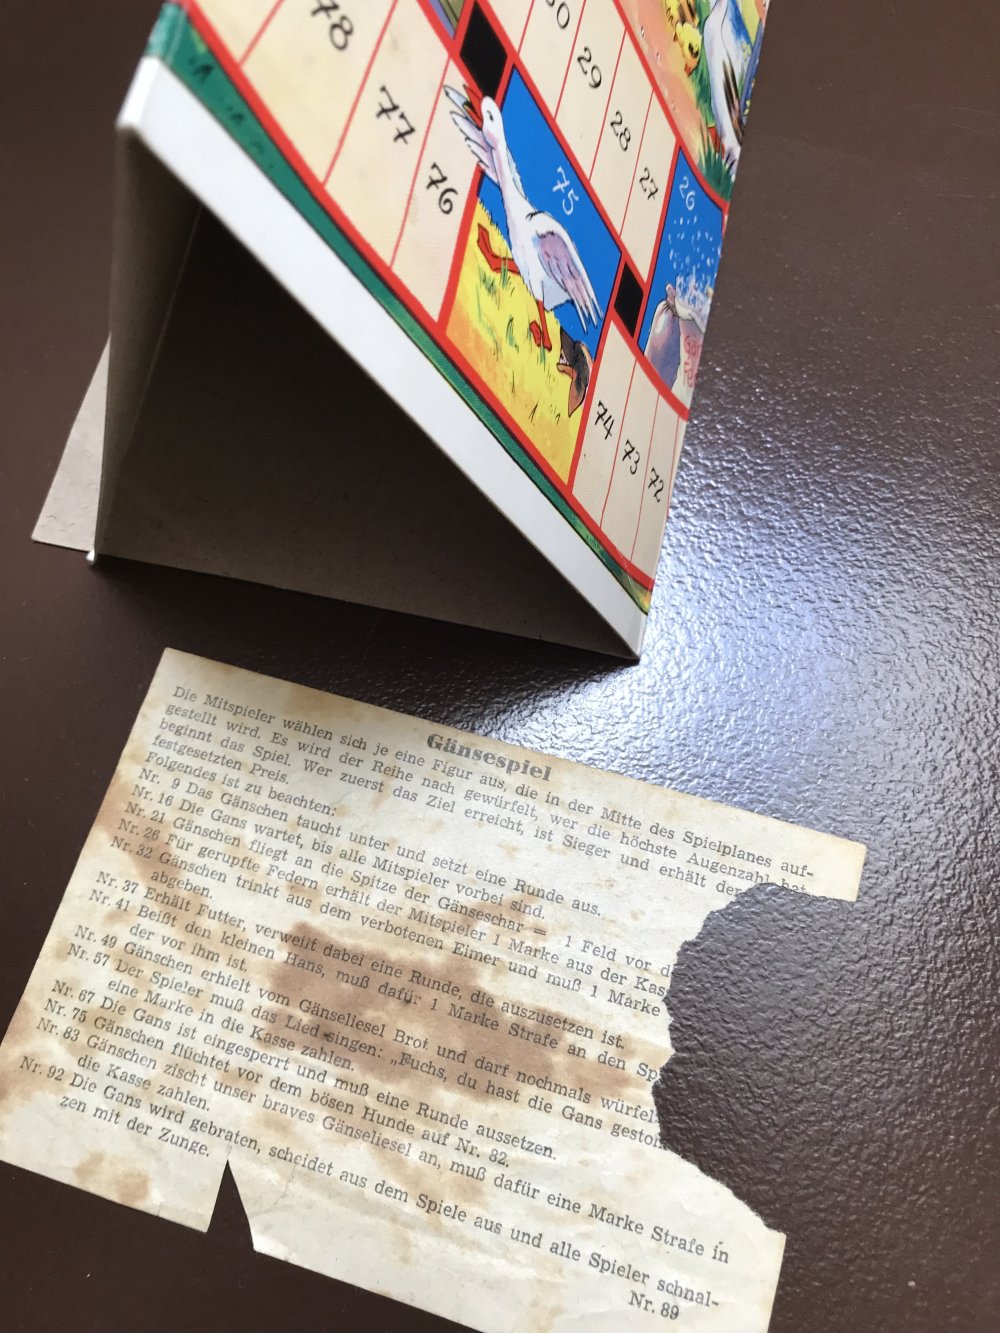 78
77
76
75
74
73
72
30
29
28
27
26
Gänsespiel
Die Mitspieler wählen sich je eine Figur aus, die in der Mitte des Spielplanes auf-
gestellt wird. Es wird der Reihe nach gewürfelt, wer die höchste Augenzahl hat
beginnt das Spiel. Wer zuerst das Ziel erreicht, ist Sieger und erhält der
festgesetzten Preis.
Folgendes ist zu beachten:
Nr. 9 Das Gänschen taucht unter und setzt eine Runde aus.
Nr. 16 Die Gans wartet, bis alle Mitspieler vorbei sind.
Nr. 21 Gänschen fliegt an die Spitze der Gänseschar = 1 Feld vor
Nr. 26 Für gerupfte Federn erhält der Mitspieler 1 Marke aus der Kas
Nr. 32 Gänschen trinkt aus dem verbotenen Eimer und muß 1 Marke
abgeben.
Nr. 37 Erhält Futter, verweilt dabei eine Runde, die auszusetzen ist.
Nr. 41 Beißt den kleinen Hans, muß dafür 1 Marke Strafe an den Sp
der vor ihm ist.
Nr. 49 Gänschen erhielt vom Gänseliesel Brot und darf nochmals würfel
Nr. 57 Der Spieler muß das Lied singen: „Fuchs, du hast die Gans gestoh
eine Marke in die Kasse zahlen.
Nr. 67 Die Gans ist eingesperrt und muß eine Runde aussetzen.
Nr. 75 Gänschen flüchtet vor dem bösen Hunde auf Nr. 82.
Nr. 83 Gänschen zischt unser braves Gänseliesel an, muß dafür eine Marke Strafe in
die Kasse zahlen.
Nr. 92 Die Gans wird gebraten, scheidet aus dem Spiele aus und alle Spieler schnal-
zen mit der Zunge.
Nr. 89